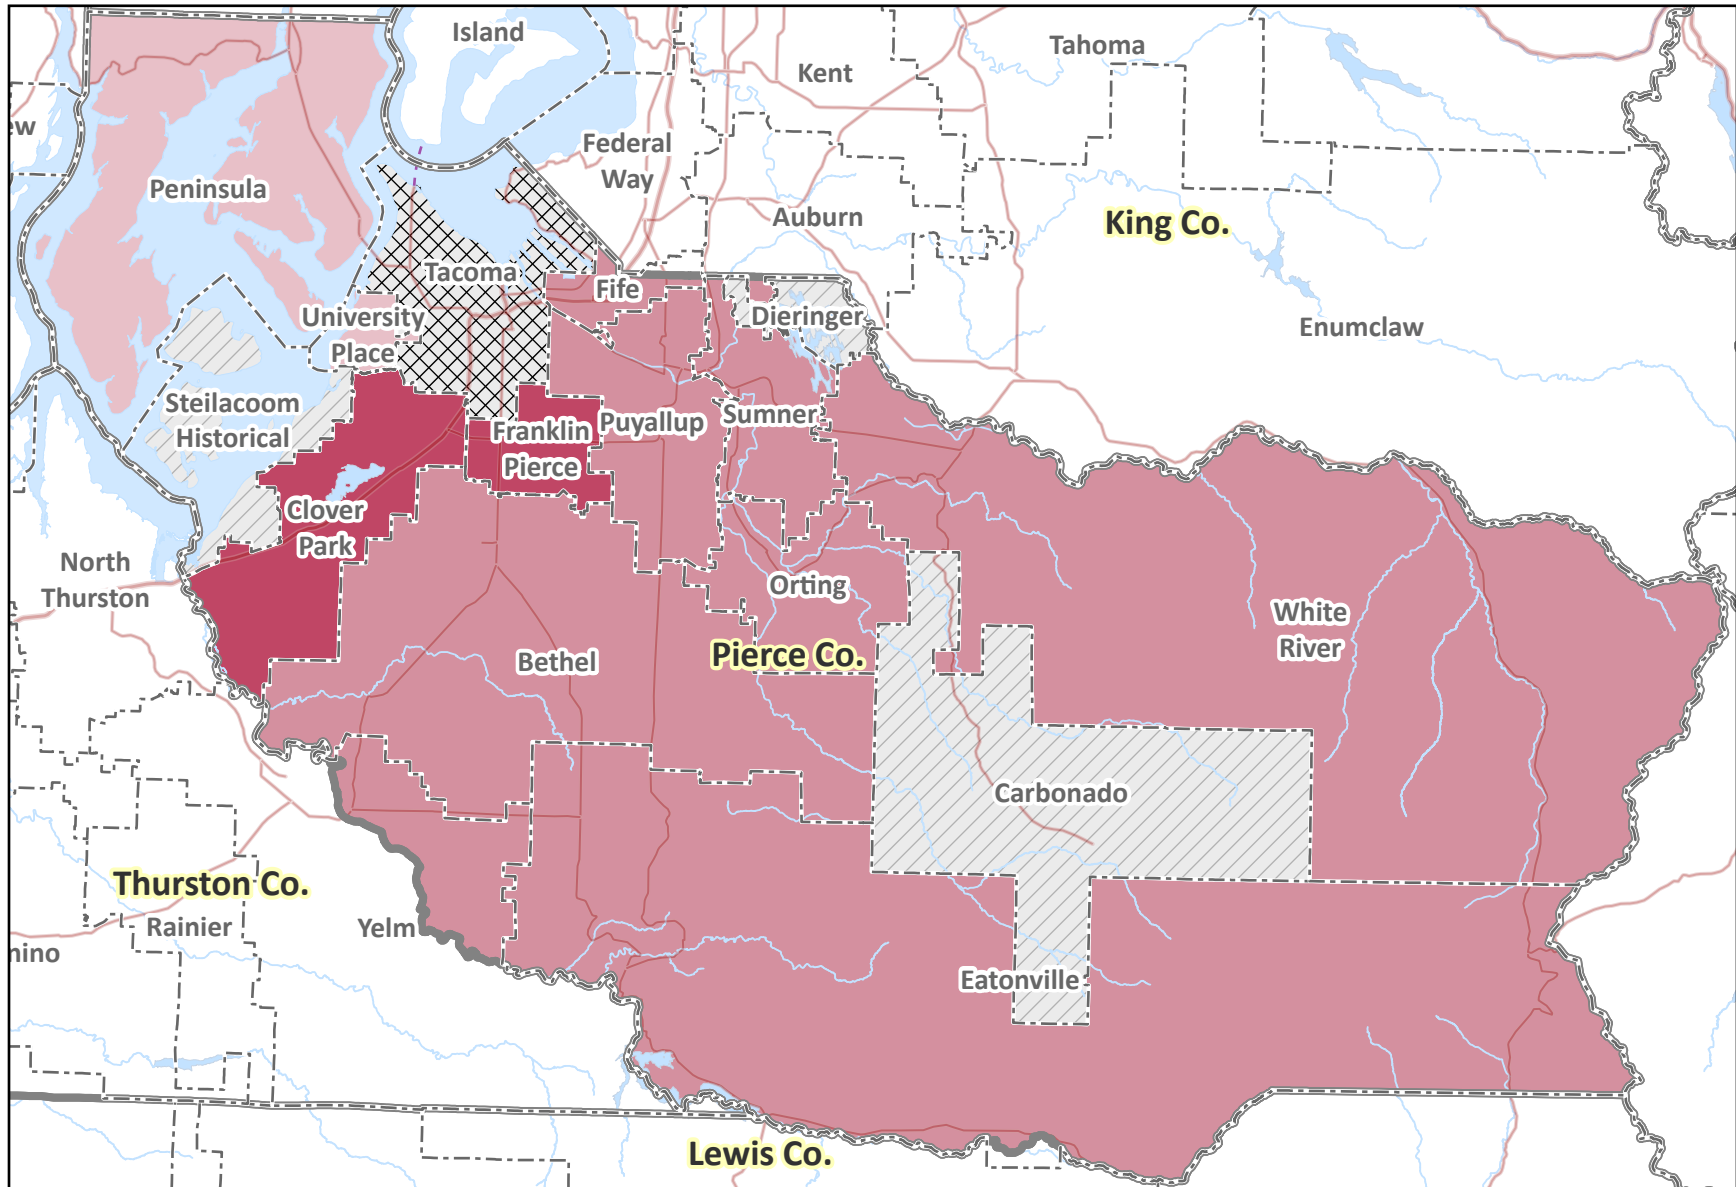 Island
Tahoma
Kent
ew
Federal
Way
Peninsula
Auburn
King Co.
Tacoma
Fife
University
Place
Dieringer
Enumclaw
Steilacoom
Historical
Franklin
Pierce
Puyallup
Sumner
Clover
Park
North
Thurston
Orting
White
River
Pierce Co.
Bethel
Carbonado
Thurston Co.
Rainier
Yelm
nino
Eatonville
Lewis Co.